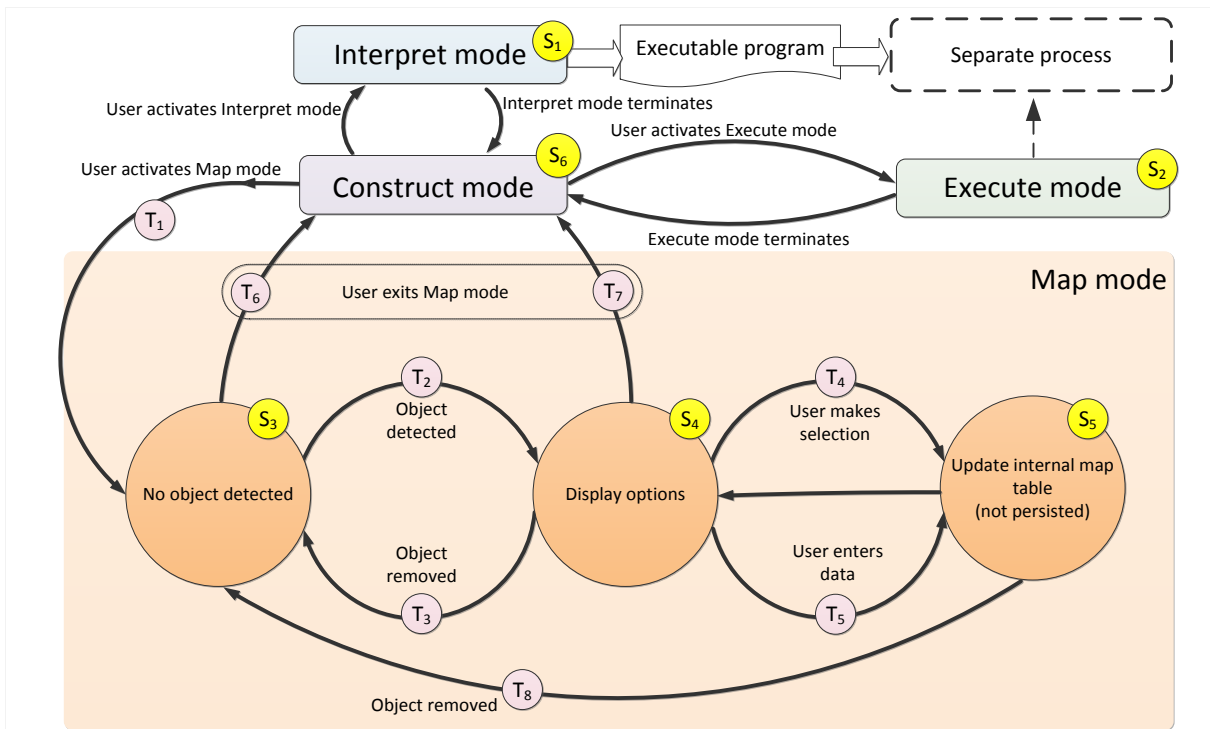 Interpret mode
S₁
Executable program
Separate process
User activates Interpret mode
Interpret mode terminates
User activates Execute mode
User activates Map mode
Construct mode
S₆
Execute mode
S₂
T₁
Execute mode terminates
Map mode
T₆
User exits Map mode
T₇
T₂
Object
detected
T₄
User makes
selection
S₃
No object detected
S₄
Display options
S₅
Update internal map
table
(not persisted)
Object
removed
T₃
User enters
data
T₅
T₈
Object removed